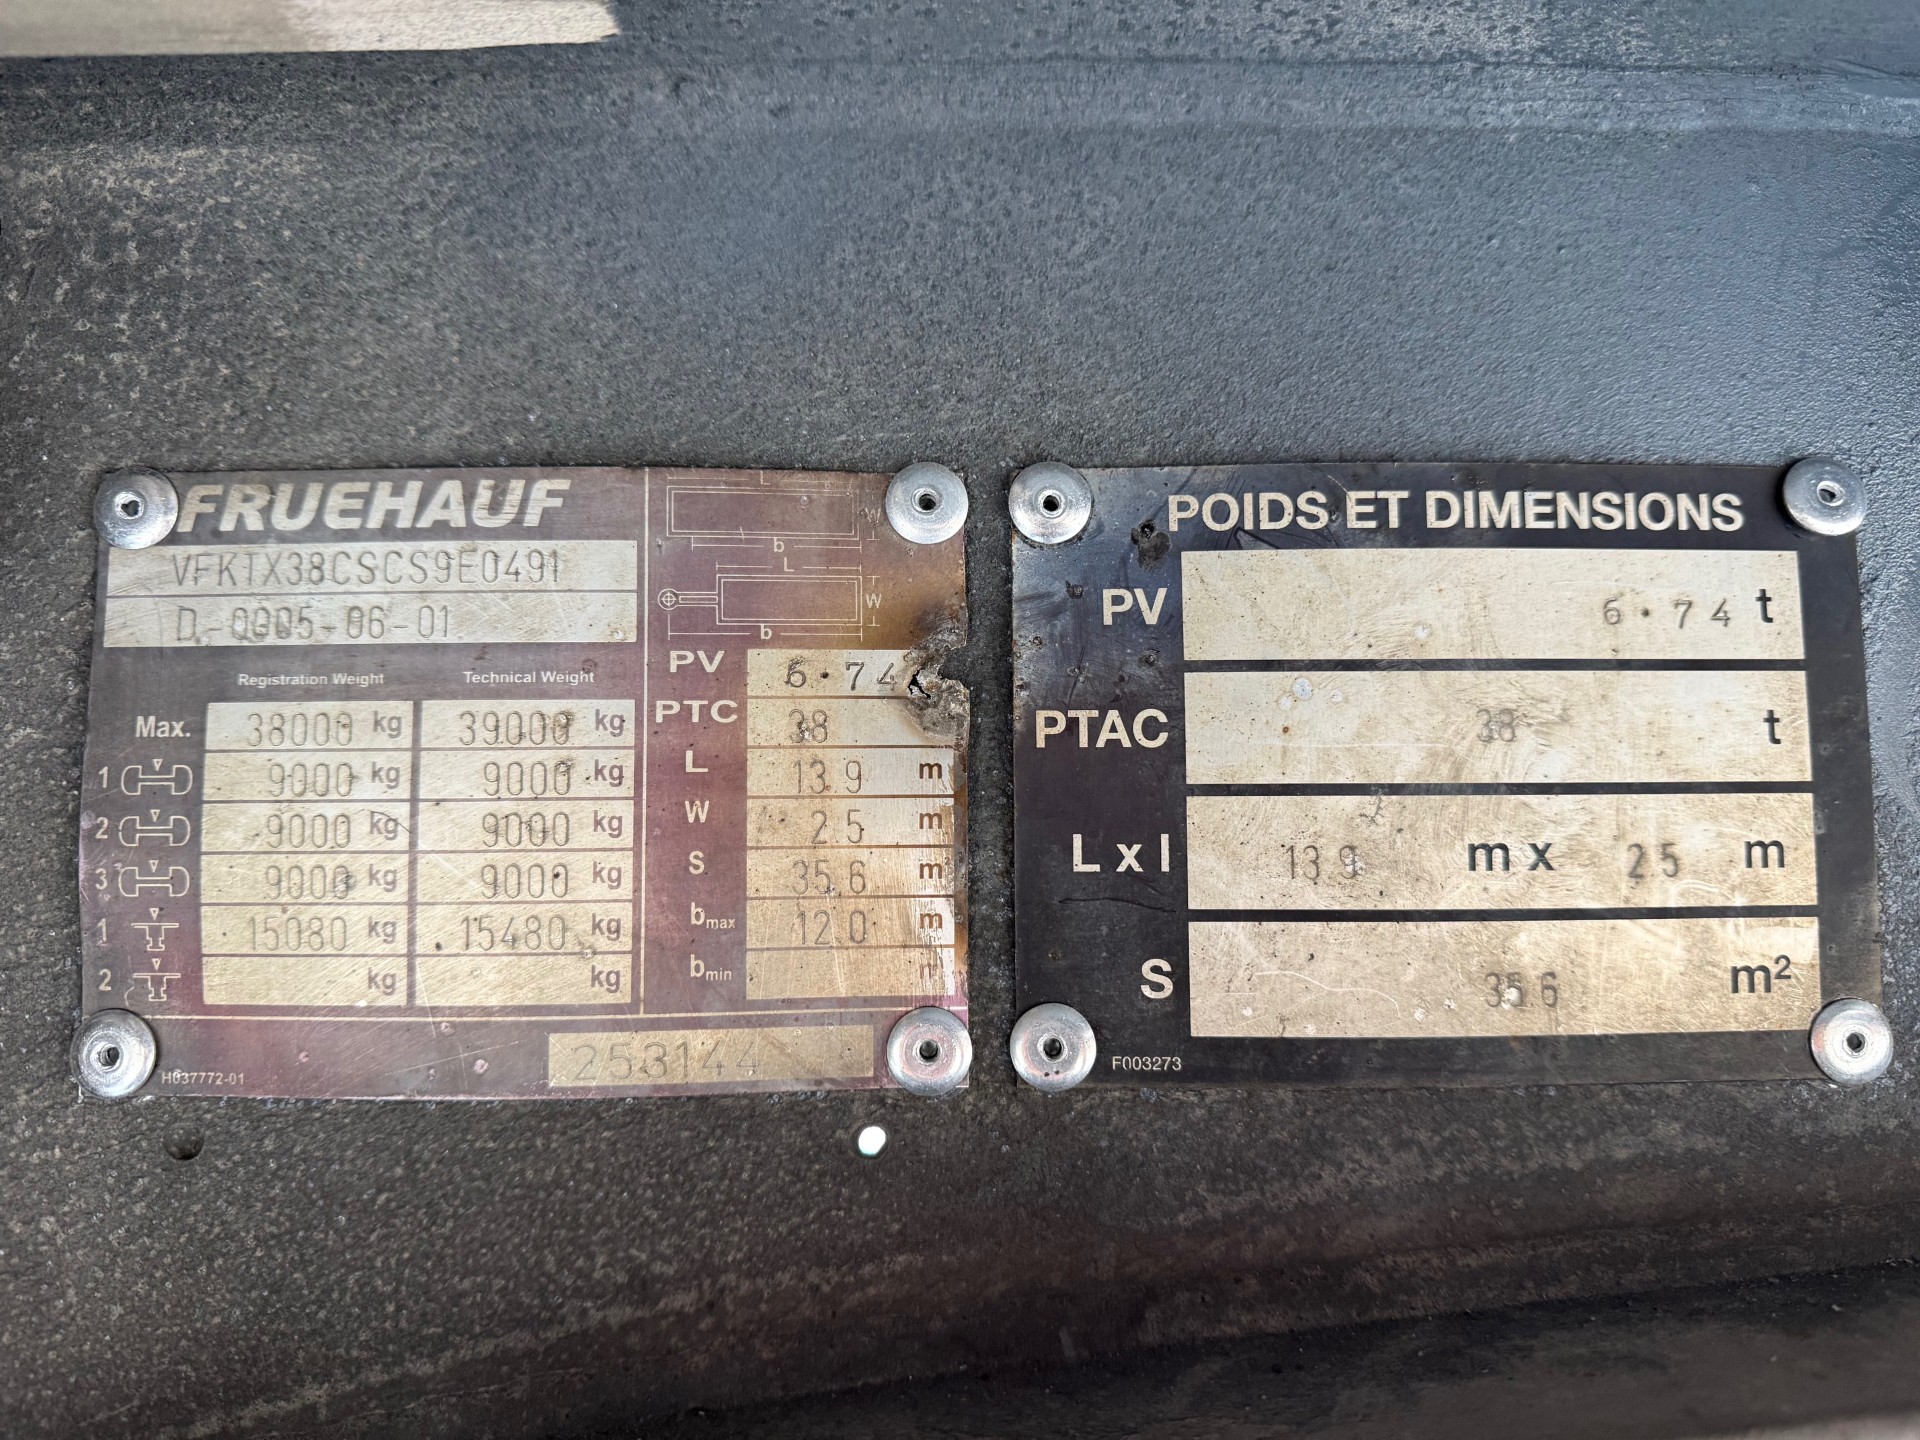 FRUEHAUF
VFKTX38CSCS9E0491
D-0005-06-01
Registration Weight Technical Weight
Max. 38000 kg 39000 kg
1 9000 kg 9000 kg
2 9000 kg 9000 kg
3 9000 kg 9000 kg
1 15080 kg 15480 kg
2 kg kg
H037772-01
253144
L
W
b
L
W
b
PV 6.74
PTC 38
L 13.9 m
W 2.5 m
S 35.6 m²
bmax 12.0 m
bmin m
POIDS ET DIMENSIONS
PV 6.74 t
PTAC 38 t
L x l 13 9 m x 2 5 m
S 35 6 m²
F003273